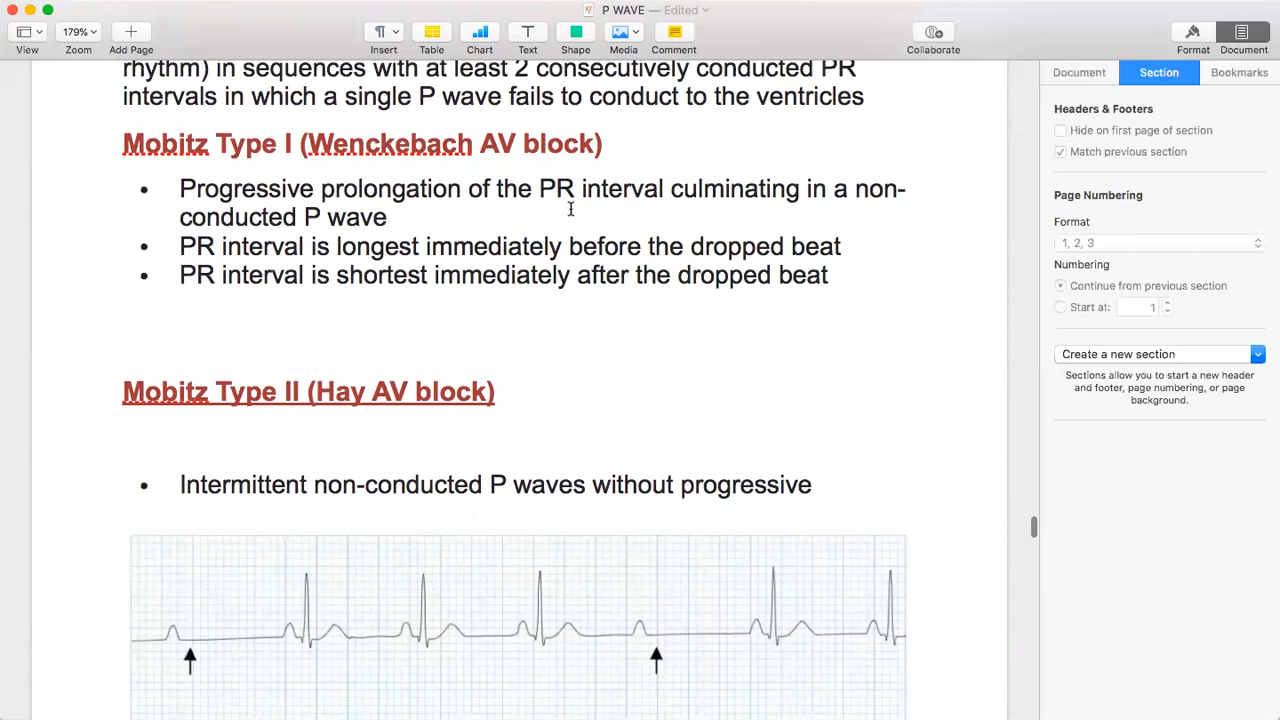 P WAVE — Edited
View
179%
Zoom
Add Page
Insert
Table
Chart
Text
Shape
Media
Comment
Collaborate
Format
Document
rhythm) in sequences with at least 2 consecutively conducted PR
intervals in which a single P wave fails to conduct to the ventricles
Mobitz Type I (Wenckebach AV block)
• Progressive prolongation of the PR interval culminating in a non-
conducted P wave
• PR interval is longest immediately before the dropped beat
• PR interval is shortest immediately after the dropped beat
Mobitz Type II (Hay AV block)
• Intermittent non-conducted P waves without progressive
Document
Section
Bookmarks
Headers & Footers
Hide on first page of section
Match previous section
Page Numbering
Format
1, 2, 3
Numbering
Continue from previous section
Start at: 1
Create a new section
Sections allow you to start a new header
and footer, page numbering, or page
background.